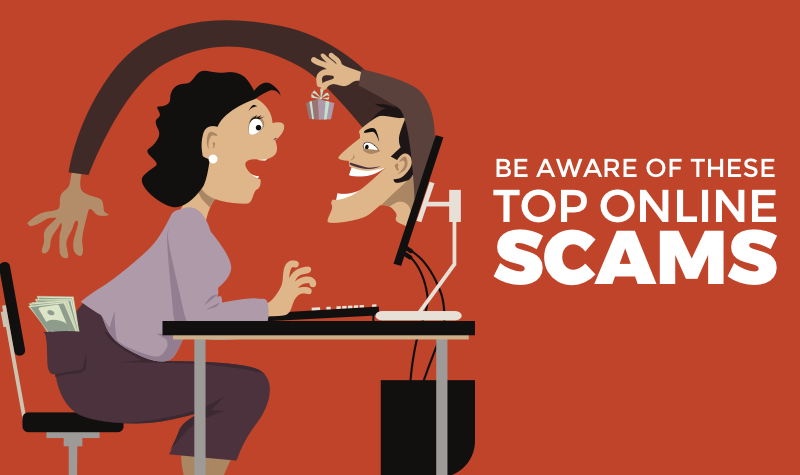 BE AWARE OF THESE
TOP ONLINE
SCAMS